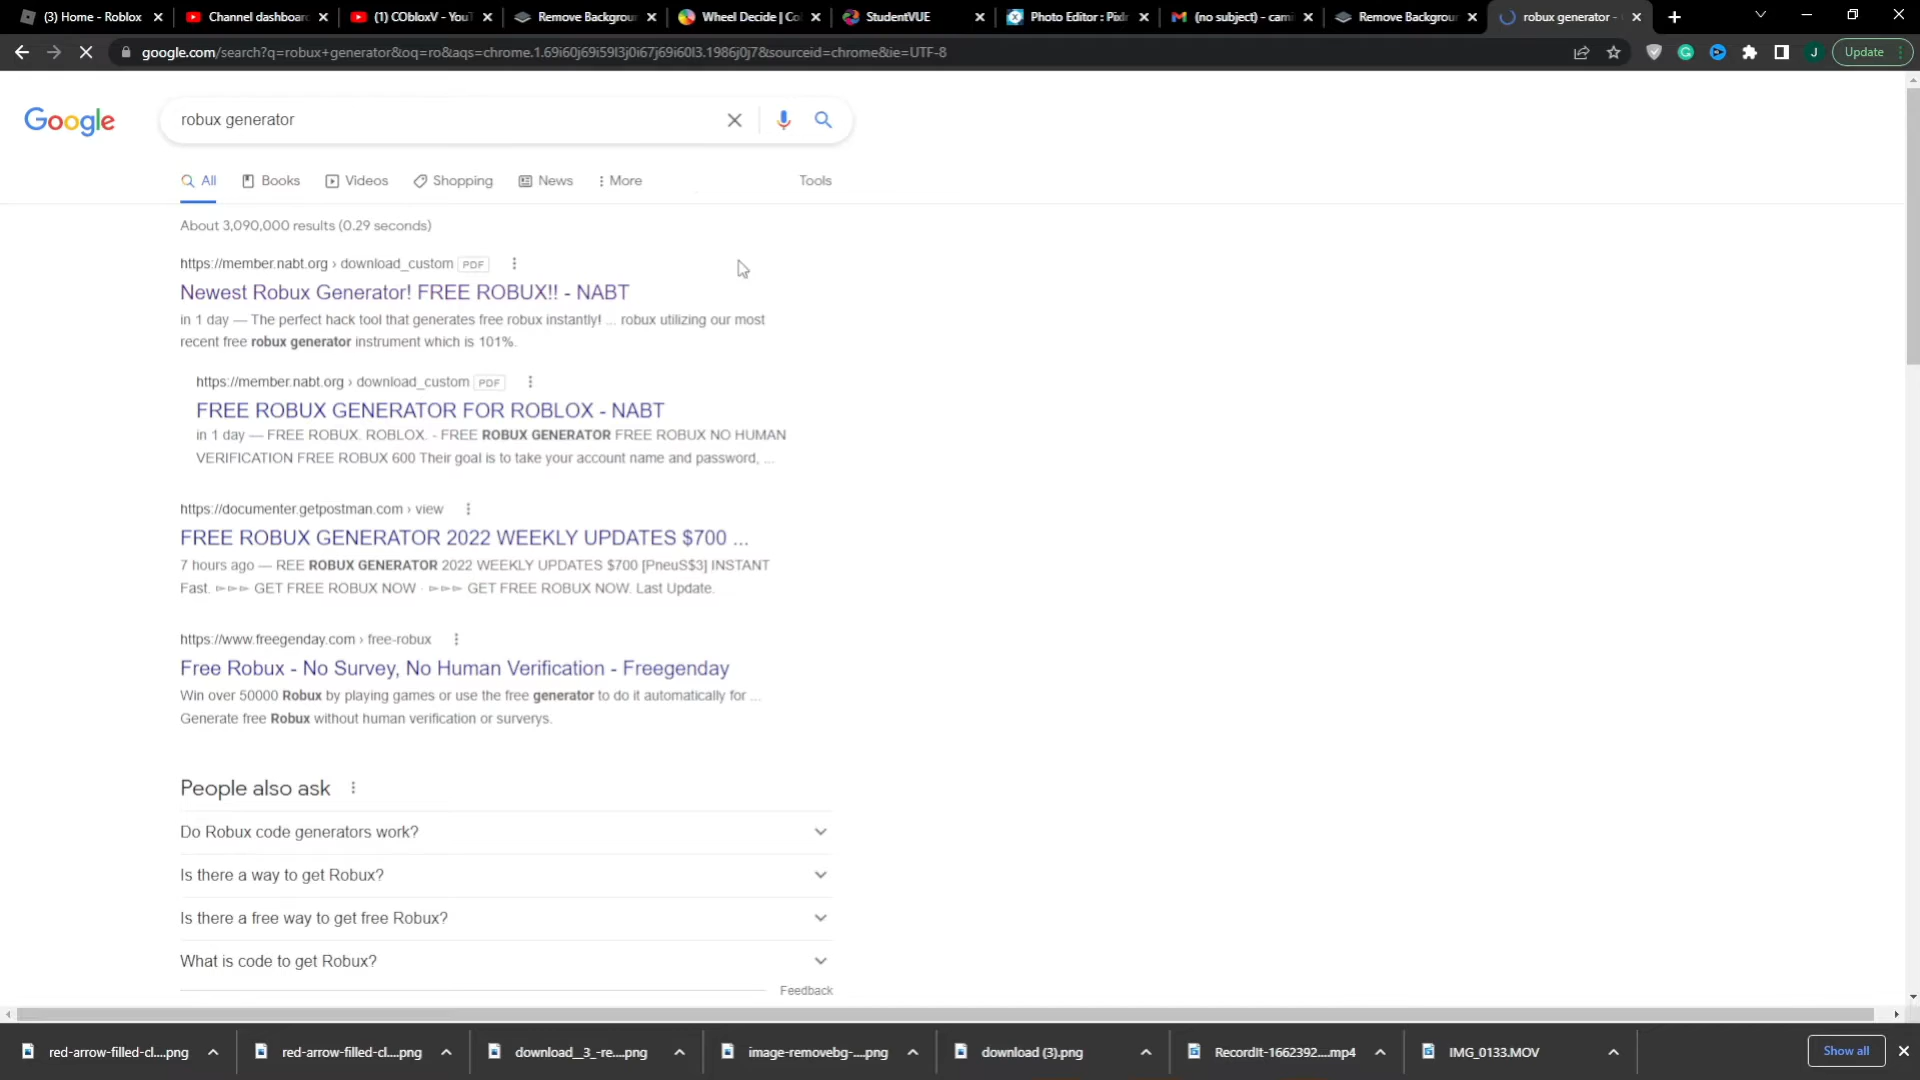 (3) Home - Roblox
Channel dashboar
(1) CObloxV - YouT
Remove Backgrou
Wheel Decide | Co
StudentVUE
Photo Editor : Pixlr
(no subject) - cami
Remove Backgrou
robux generator -
google.com/search?q=robux+generator&oq=ro&aqs=chrome.1.69i60j69i59l3j0i67j69i60l3.1986j0j7&sourceid=chrome&ie=UTF-8
J
Update
Google
robux generator
All
Books
Videos
Shopping
News
More
Tools
About 3,090,000 results (0.29 seconds)
https://member.nabt.org › download_custom PDF
Newest Robux Generator! FREE ROBUX!! - NABT
in 1 day — The perfect hack tool that generates free robux instantly! ... robux utilizing our most
recent free robux generator instrument which is 101%.
https://member.nabt.org › download_custom PDF
FREE ROBUX GENERATOR FOR ROBLOX - NABT
in 1 day — FREE ROBUX. ROBLOX. - FREE ROBUX GENERATOR FREE ROBUX NO HUMAN
VERIFICATION FREE ROBUX 600 Their goal is to take your account name and password, ...
https://documenter.getpostman.com › view
FREE ROBUX GENERATOR 2022 WEEKLY UPDATES $700 ...
7 hours ago — REE ROBUX GENERATOR 2022 WEEKLY UPDATES $700 [PneuS$3] INSTANT
Fast. ⊳⊳⊳ GET FREE ROBUX NOW · ⊳⊳⊳ GET FREE ROBUX NOW. Last Update.
https://www.freegenday.com › free-robux
Free Robux - No Survey, No Human Verification - Freegenday
Win over 50000 Robux by playing games or use the free generator to do it automatically for ...
Generate free Robux without human verification or surverys.
People also ask
Do Robux code generators work?
Is there a way to get Robux?
Is there a free way to get free Robux?
What is code to get Robux?
Feedback
red-arrow-filled-cl....png
red-arrow-filled-cl....png
download__3_-re....png
image-removebg-....png
download (3).png
RecordIt-1662392....mp4
IMG_0133.MOV
Show all